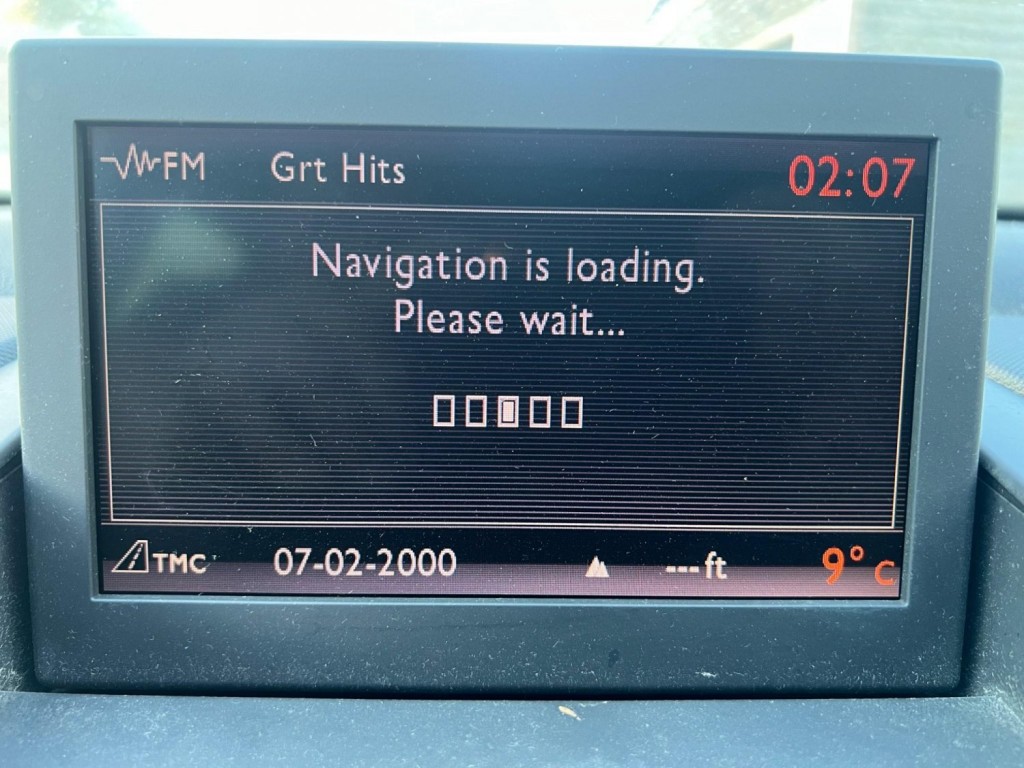 FM
Grt Hits
02:07
Navigation is loading.
Please wait...
TMC
07-02-2000
---ft
9° C